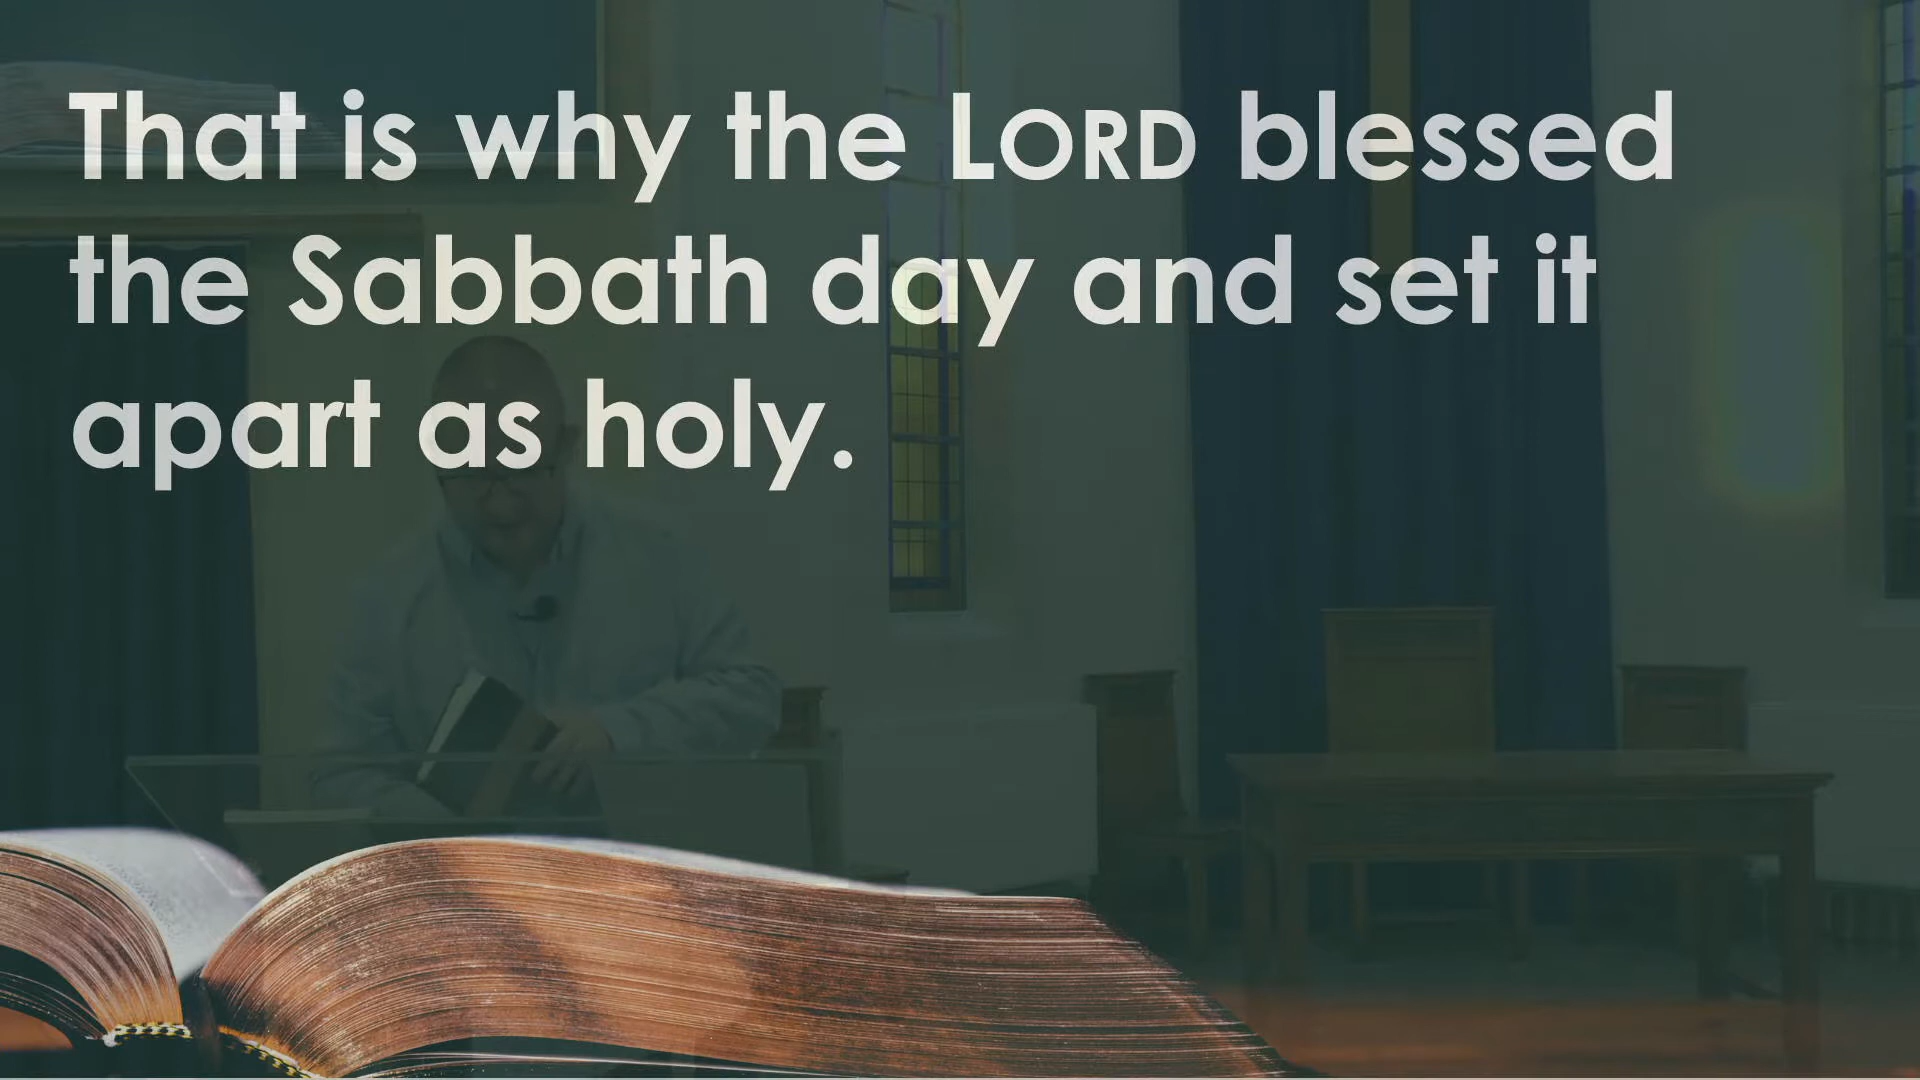 That is why the LORD blessed
the Sabbath day and set it
apart as holy.